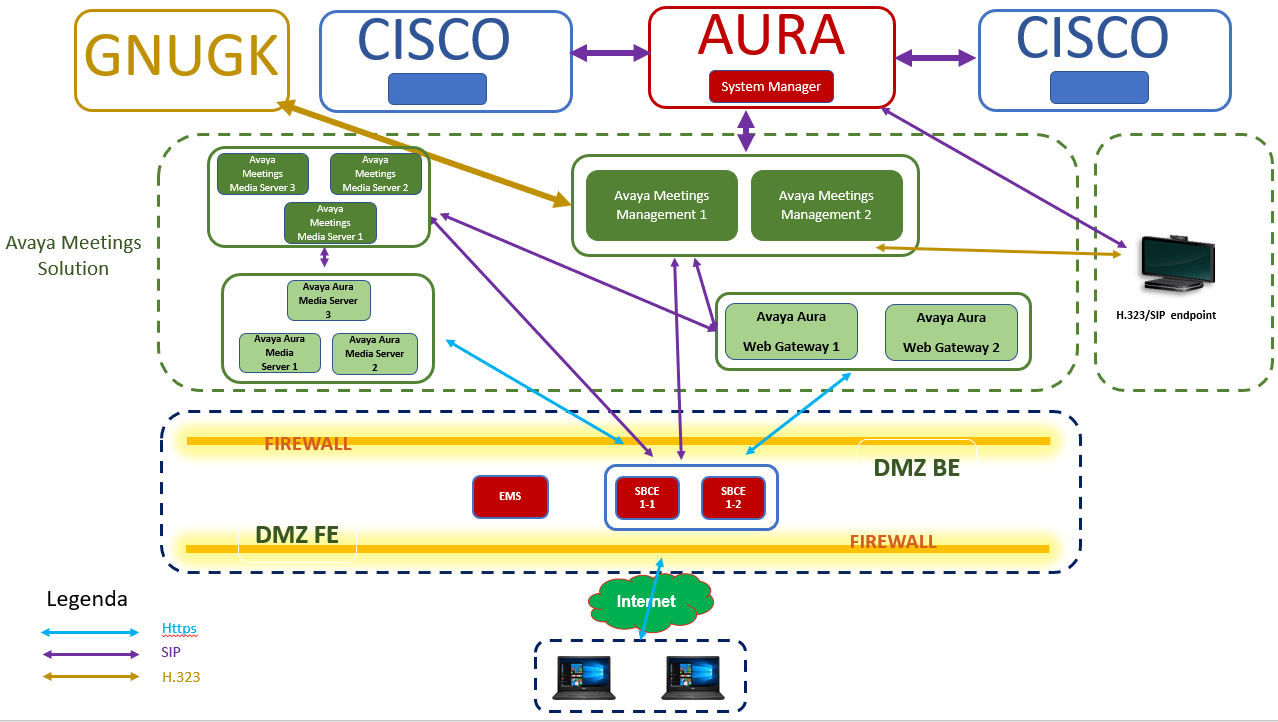 GNUGK
CISCO
AURA
System Manager
CISCO
Avaya Meetings
Solution
Avaya
Meetings
Media Server 3
Avaya
Meetings
Media Server 2
Avaya
Meetings
Media Server 1
Avaya Meetings
Management 1
Avaya Meetings
Management 2
H.323/SIP endpoint
Avaya Aura
Media Server
3
Avaya Aura
Media
Server 1
Avaya Aura
Media Server
2
Avaya Aura
Web Gateway 1
Avaya Aura
Web Gateway 2
FIREWALL
DMZ BE
EMS
SBCE
1-1
SBCE
1-2
DMZ FE
FIREWALL
Internet
Legenda
Https
SIP
H.323